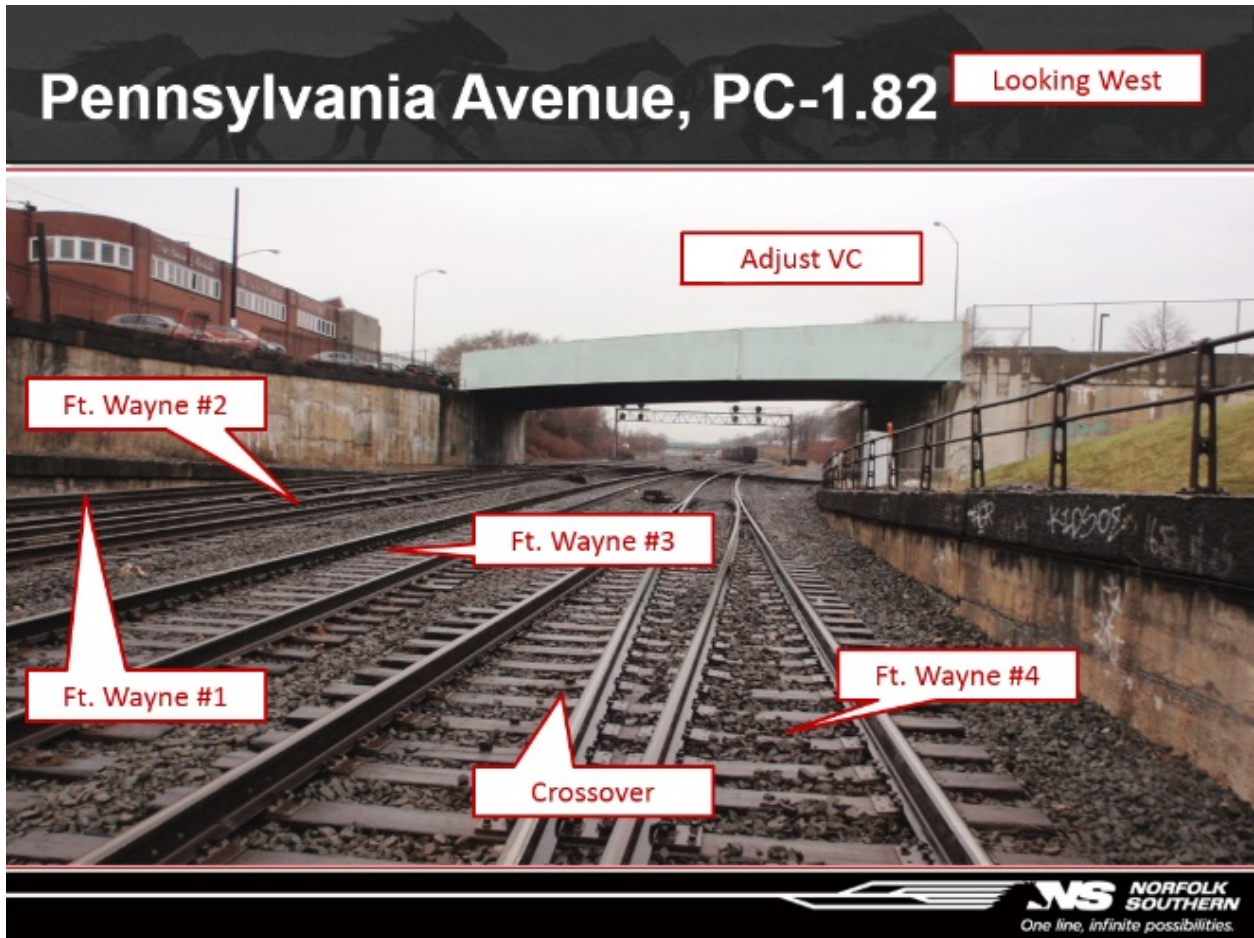 Pennsylvania Avenue, PC-1.82
Looking West
Adjust VC
Ft. Wayne #2
Ft. Wayne #3
Ft. Wayne #1
Ft. Wayne #4
Crossover
NS NORFOLK
SOUTHERN
One line, infinite possibilities.